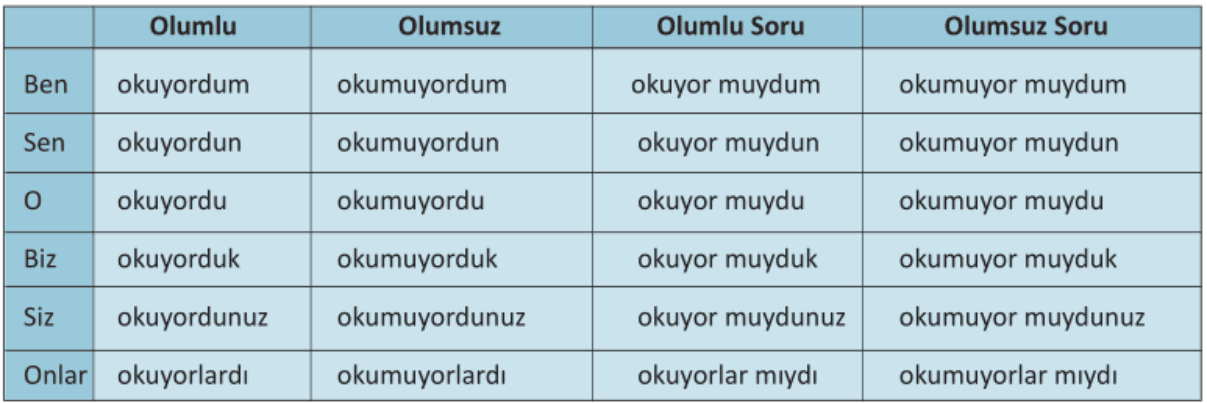 Olumlu Olumsuz Olumlu Soru Olumsuz Soru
Ben okuyordum okumuyordum okuyor muydum okumuyor muydum
Sen okuyordun okumuyordun okuyor muydun okumuyor muydun
O okuyordu okumuyordu okuyor muydu okumuyor muydu
Biz okuyorduk okumuyorduk okuyor muyduk okumuyor muyduk
Siz okuyordunuz okumuyordunuz okuyor muydunuz okumuyor muydunuz
Onlar okuyorlardı okumuyorlardı okuyorlar mıydı okumuyorlar mıydı